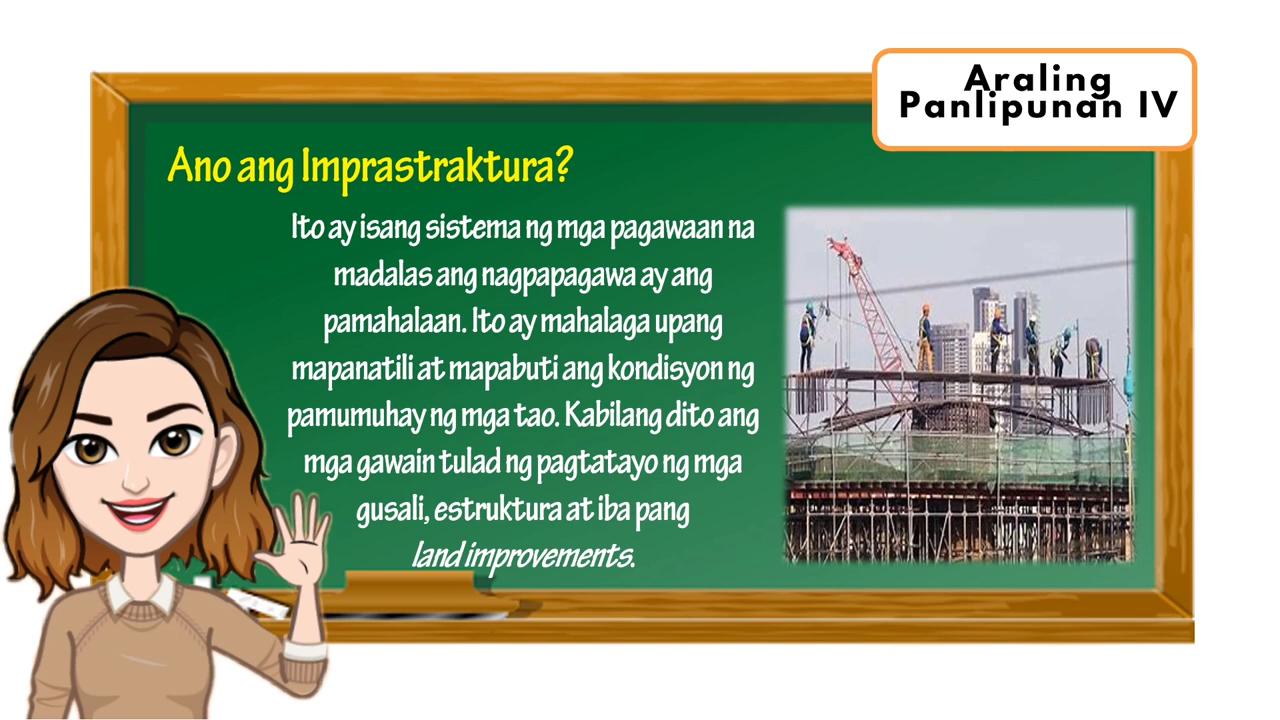 Araling
Panlipunan IV
Ano ang Imprastraktura?
Ito ay isang sistema ng mga pagawaan na
madalas ang nagpapagawa ay ang
pamahalaan. Ito ay mahalaga upang
mapanatili at mapabuti ang kondisyon ng
pamumuhay ng mga tao. Kabilang dito ang
mga gawain tulad ng pagtatayo ng mga
gusali, estruktura at iba pang
land improvements.